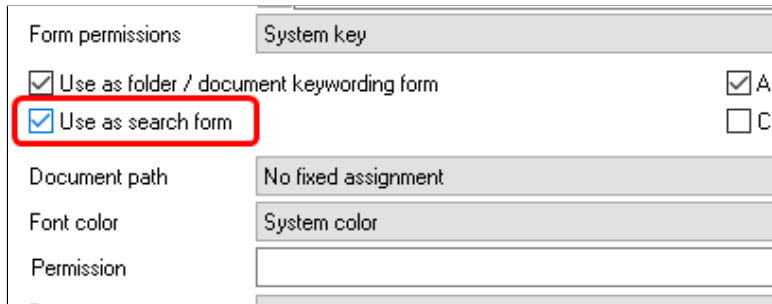 Form permissions System key
Use as folder / document keywording form A
Use as search form C
Document path No fixed assignment
Font color System color
Permission